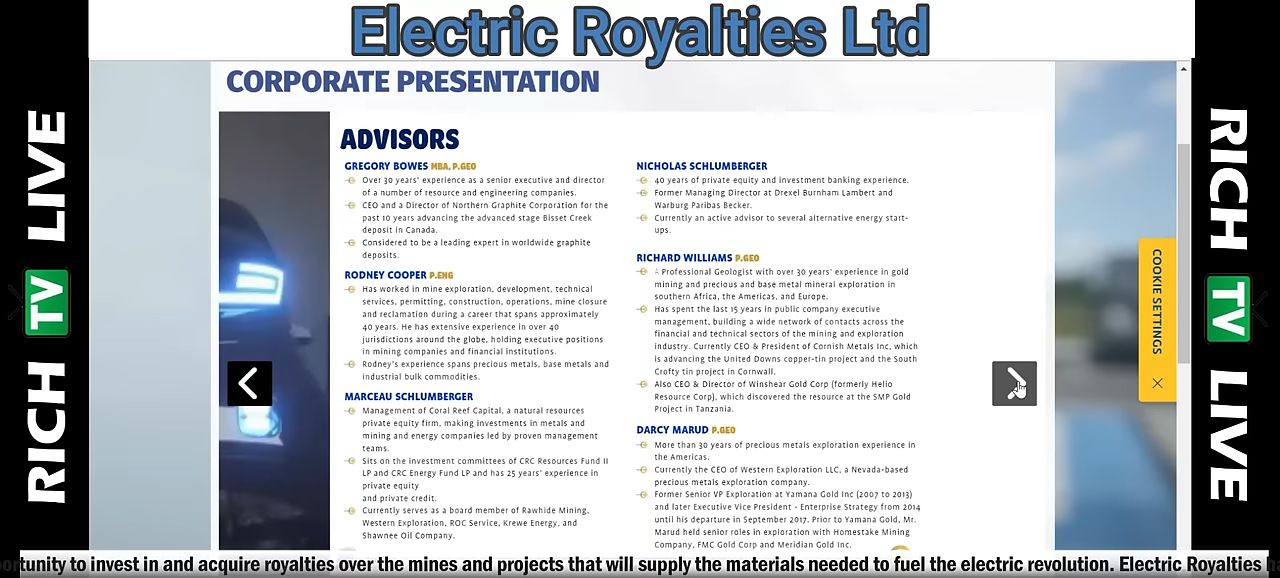 Electric Royalties Ltd
CORPORATE PRESENTATION
ADVISORS
GREGORY BOWES MBA, P.GEO
Over 30 years' experience as a senior executive and director
of a number of resource and engineering companies.
CEO and a Director of Northern Graphite Corporation for the
past 10 years advancing the advanced stage Bisset Creek
deposit in Canada.
Considered to be a leading expert in worldwide graphite
deposits.
RODNEY COOPER P.ENG
Has worked in mine exploration, development, technical
services, permitting, construction, operations, mine closure
and reclamation during a career that spans approximately
40 years. He has extensive experience in over 40
jurisdictions around the globe, holding executive positions
in mining companies and financial institutions.
Rodney's experience spans precious metals, base metals and
industrial bulk commodities.
MARCEAU SCHLUMBERGER
Management of Coral Reef Capital, a natural resources
private equity firm, making investments in metals and
mining and energy companies led by proven management
teams.
Sits on the investment committees of CRC Resources Fund II
LP and CRC Energy Fund LP and has 25 years' experience in
private equity
and private credit.
Currently serves as a board member of Rawhide Mining,
Western Exploration, ROC Service, Krewe Energy, and
Shawnee Oil Company.
NICHOLAS SCHLUMBERGER
40 years of private equity and investment banking experience.
Former Managing Director at Drexel Burnham Lambert and
Warburg Paribas Becker.
Currently an active advisor to several alternative energy start-
ups.
RICHARD WILLIAMS P.GEO
A Professional Geologist with over 30 years' experience in gold
mining and precious and base metal mineral exploration in
southern Africa, the Americas, and Europe.
Has spent the last 15 years in public company executive
management, building a wide network of contacts across the
financial and technical sectors of the mining and exploration
industry. Currently CEO & President of Cornish Metals Inc, which
is advancing the United Downs copper-tin project and the South
Crofty tin project in Cornwall.
Also CEO & Director of Winshear Gold Corp (formerly Helio
Resource Corp), which discovered the resource at the SMP Gold
Project in Tanzania.
DARCY MARUD P.GEO
More than 30 years of precious metals exploration experience in
the Americas.
Currently the CEO of Western Exploration LLC, a Nevada-based
precious metals exploration company.
Former Senior VP Exploration at Yamana Gold Inc (2007 to 2013)
and later Executive Vice President - Enterprise Strategy from 2014
until his departure in September 2017. Prior to Yamana Gold, Mr.
Marud held senior roles in exploration with Homestake Mining
Company, FMC Gold Corp and Meridian Gold Inc.
COOKIE SETTINGS
RICH TV LIVE
RICH TV LIVE
ortunity to invest in and acquire royalties over the mines and projects that will supply the materials needed to fuel the electric revolution. Electric Royalties